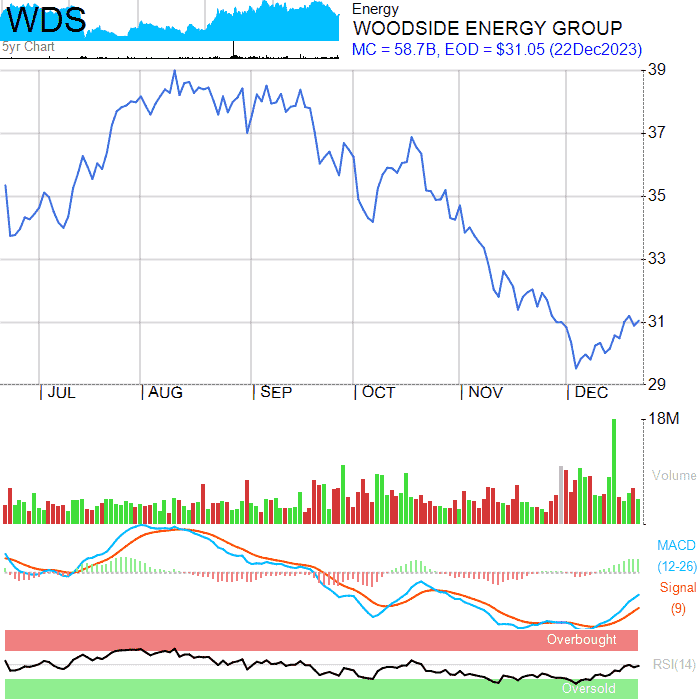 WDS
5yr Chart
Energy
WOODSIDE ENERGY GROUP
MC = 58.7B, EOD = $31.05 (22Dec2023)
39
37
35
33
31
29
JUL
AUG
SEP
OCT
NOV
DEC
18M
Volume
MACD
(12-26)
Signal
(9)
Overbought
RSI(14)
Oversold